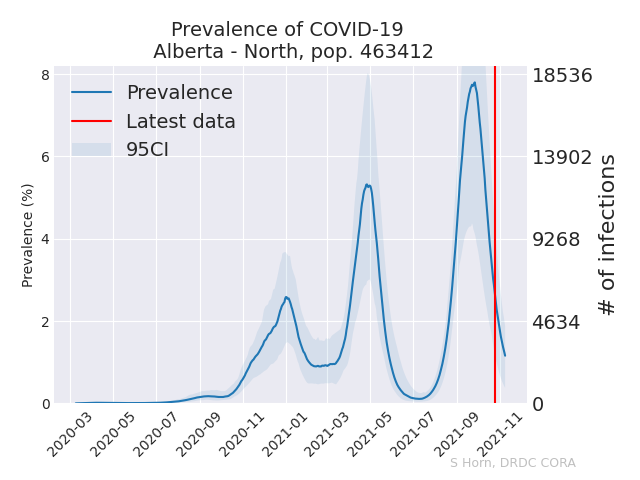 Prevalence of COVID-19
Alberta - North, pop. 463412
Prevalence
Latest data
95CI
Prevalence (%)
8
6
4
2
0
18536
13902
9268
4634
0
# of infections
2020-03
2020-05
2020-07
2020-09
2020-11
2021-01
2021-03
2021-05
2021-07
2021-09
2021-11
S Horn, DRDC CORA